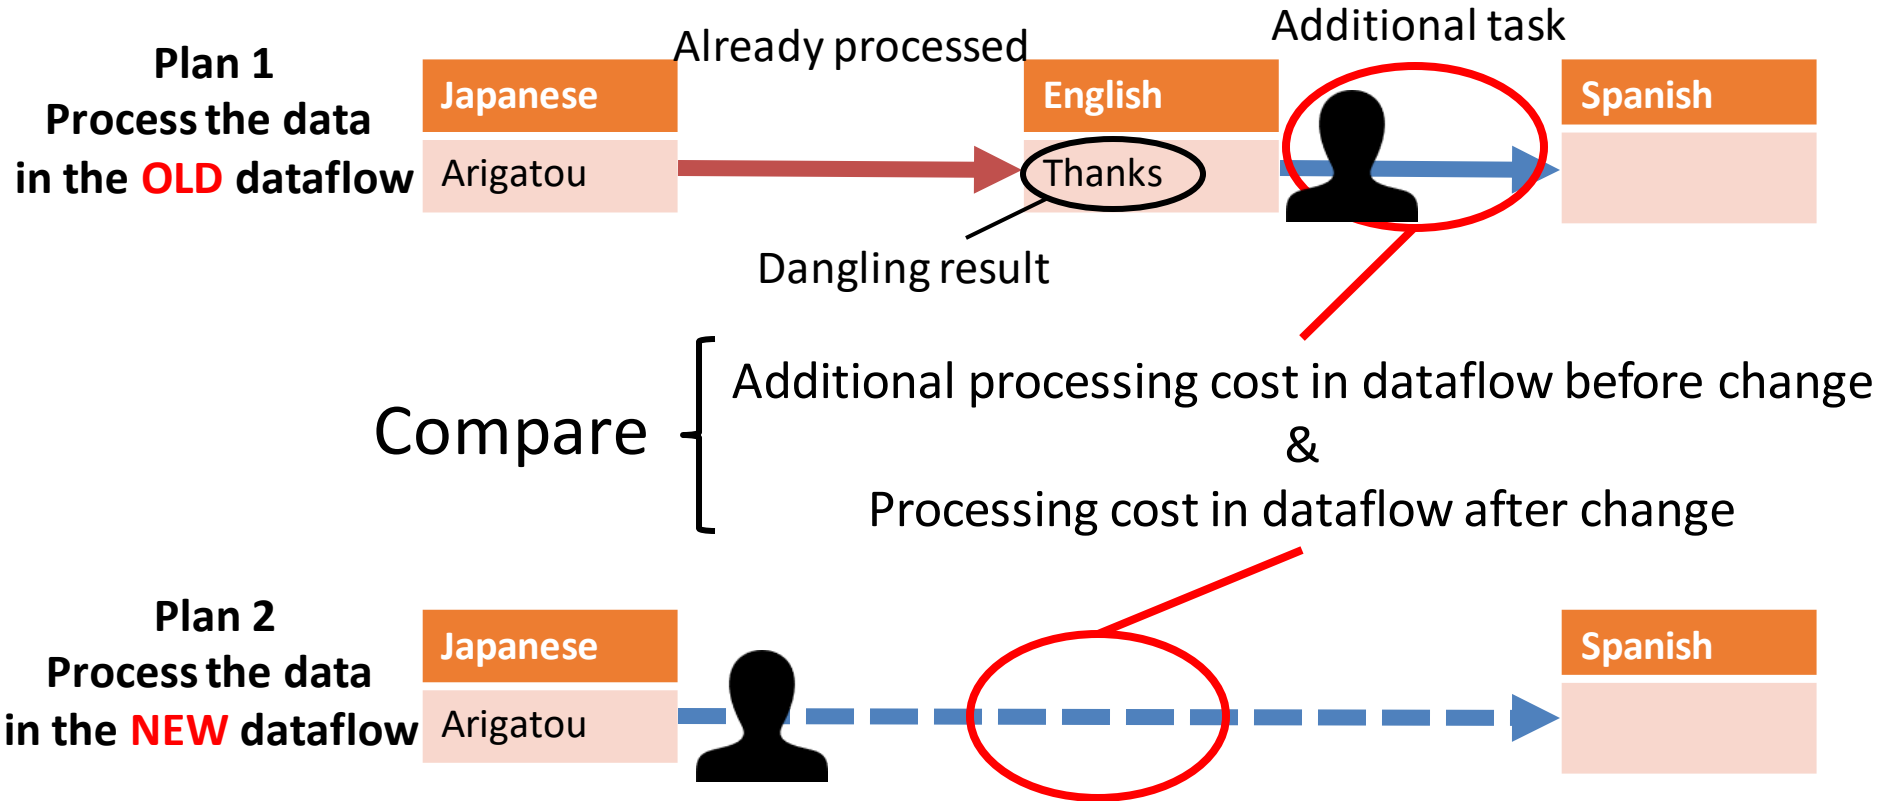 Plan 1
Process the data
in the OLD dataflow
Japanese
Arigatou
Already processed
English
Thanks
Dangling result
Additional task
Spanish
Compare
Additional processing cost in dataflow before change
&
Processing cost in dataflow after change
Plan 2
Process the data
in the NEW dataflow
Japanese
Arigatou
Spanish